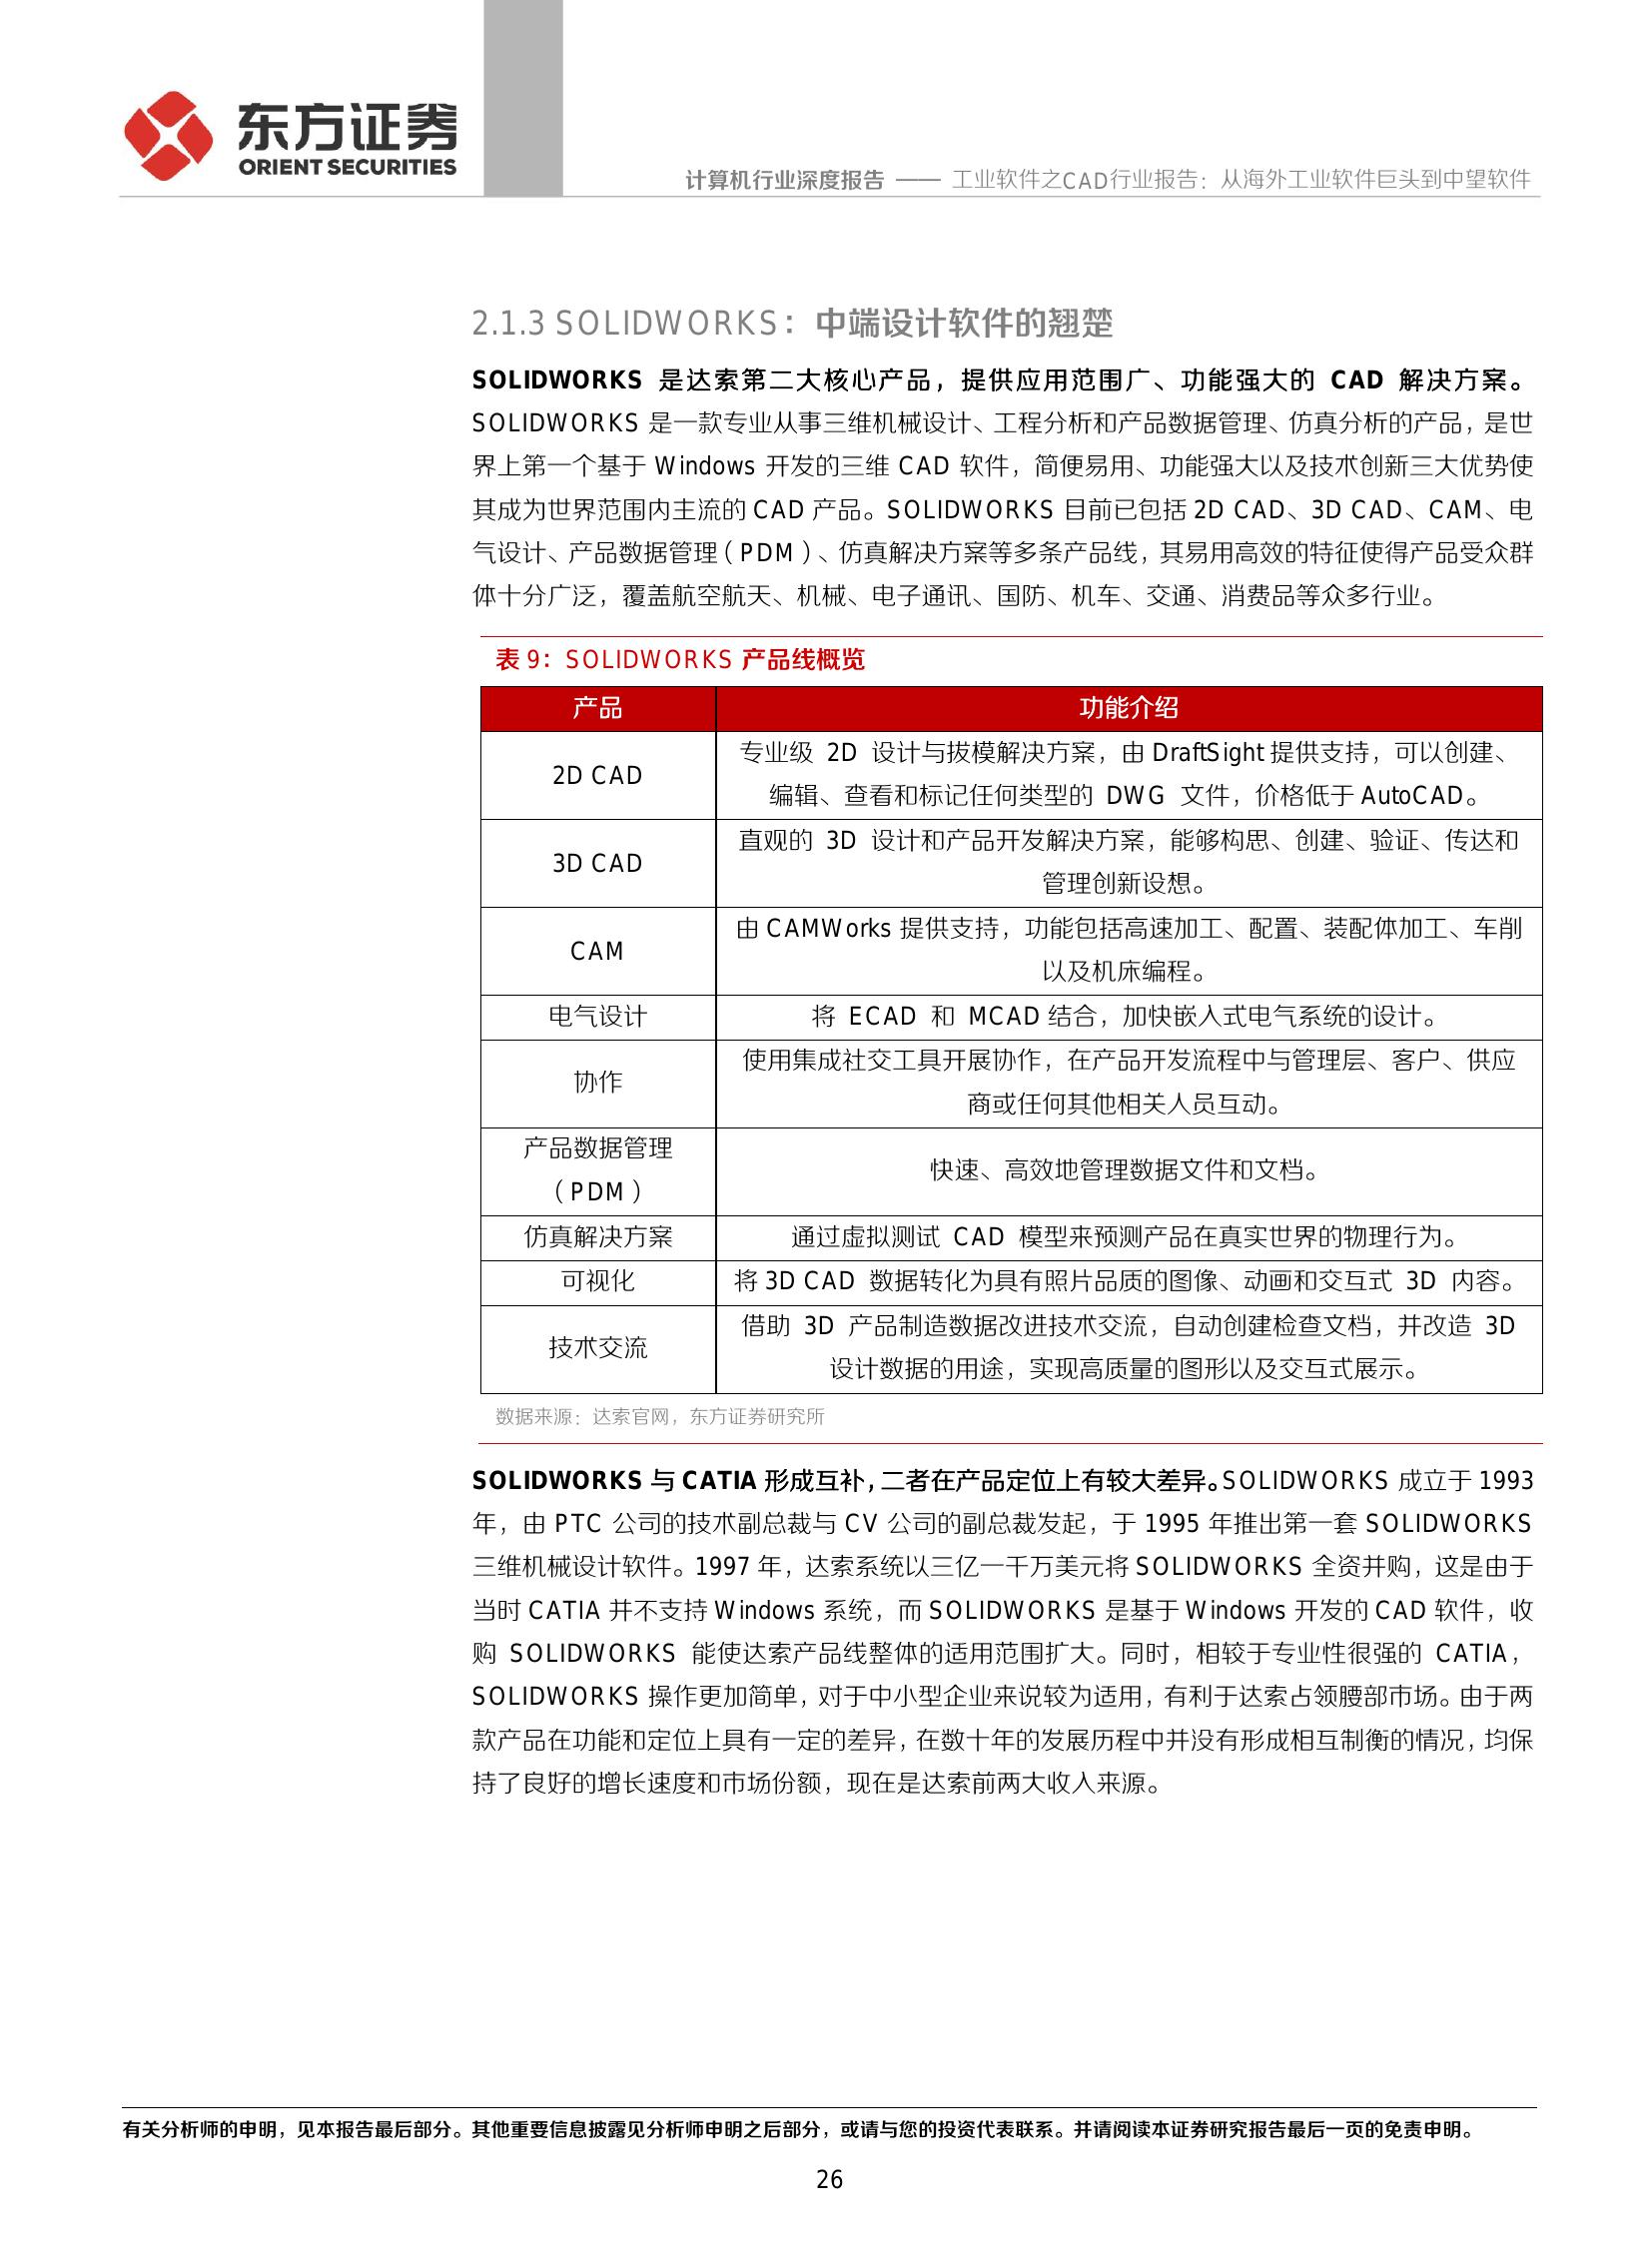 东方证券
ORIENT SECURITIES
计算机行业深度报告 —— 工业软件之CAD行业报告：从海外工业软件巨头到中望软件
2.1.3 SOLIDWORKS：中端设计软件的翘楚
SOLIDWORKS 是达索第二大核心产品，提供应用范围广、功能强大的 CAD 解决方案。
SOLIDWORKS 是一款专业从事三维机械设计、工程分析和产品数据管理、仿真分析的产品，是世
界上第一个基于 Windows 开发的三维 CAD 软件，简便易用、功能强大以及技术创新三大优势使
其成为世界范围内主流的 CAD 产品。SOLIDWORKS 目前已包括 2D CAD、3D CAD、CAM、电
气设计、产品数据管理（PDM）、仿真解决方案等多条产品线，其易用高效的特征使得产品受众群
体十分广泛，覆盖航空航天、机械、电子通讯、国防、机车、交通、消费品等众多行业。
表 9：SOLIDWORKS 产品线概览
产品 功能介绍
2D CAD 专业级 2D 设计与拔模解决方案，由 DraftSight 提供支持，可以创建、
编辑、查看和标记任何类型的 DWG 文件，价格低于 AutoCAD。
3D CAD 直观的 3D 设计和产品开发解决方案，能够构思、创建、验证、传达和
管理创新设想。
CAM 由 CAMWorks 提供支持，功能包括高速加工、配置、装配体加工、车削
以及机床编程。
电气设计 将 ECAD 和 MCAD 结合，加快嵌入式电气系统的设计。
协作 使用集成社交工具开展协作，在产品开发流程中与管理层、客户、供应
商或任何其他相关人员互动。
产品数据管理
（PDM） 快速、高效地管理数据文件和文档。
仿真解决方案 通过虚拟测试 CAD 模型来预测产品在真实世界的物理行为。
可视化 将 3D CAD 数据转化为具有照片品质的图像、动画和交互式 3D 内容。
技术交流 借助 3D 产品制造数据改进技术交流，自动创建检查文档，并改造 3D
设计数据的用途，实现高质量的图形以及交互式展示。
数据来源：达索官网，东方证券研究所
SOLIDWORKS 与 CATIA 形成互补，二者在产品定位上有较大差异。SOLIDWORKS 成立于 1993
年，由 PTC 公司的技术副总裁与 CV 公司的副总裁发起，于 1995 年推出第一套 SOLIDWORKS
三维机械设计软件。1997 年，达索系统以三亿一千万美元将 SOLIDWORKS 全资并购，这是由于
当时 CATIA 并不支持 Windows 系统，而 SOLIDWORKS 是基于 Windows 开发的 CAD 软件，收
购 SOLIDWORKS 能使达索产品线整体的适用范围扩大。同时，相较于专业性很强的 CATIA，
SOLIDWORKS 操作更加简单，对于中小型企业来说较为适用，有利于达索占领腰部市场。由于两
款产品在功能和定位上具有一定的差异，在数十年的发展历程中并没有形成相互制衡的情况，均保
持了良好的增长速度和市场份额，现在是达索前两大收入来源。
有关分析师的申明，见本报告最后部分。其他重要信息披露见分析师申明之后部分，或请与您的投资代表联系。并请阅读本证券研究报告最后一页的免责申明。
26